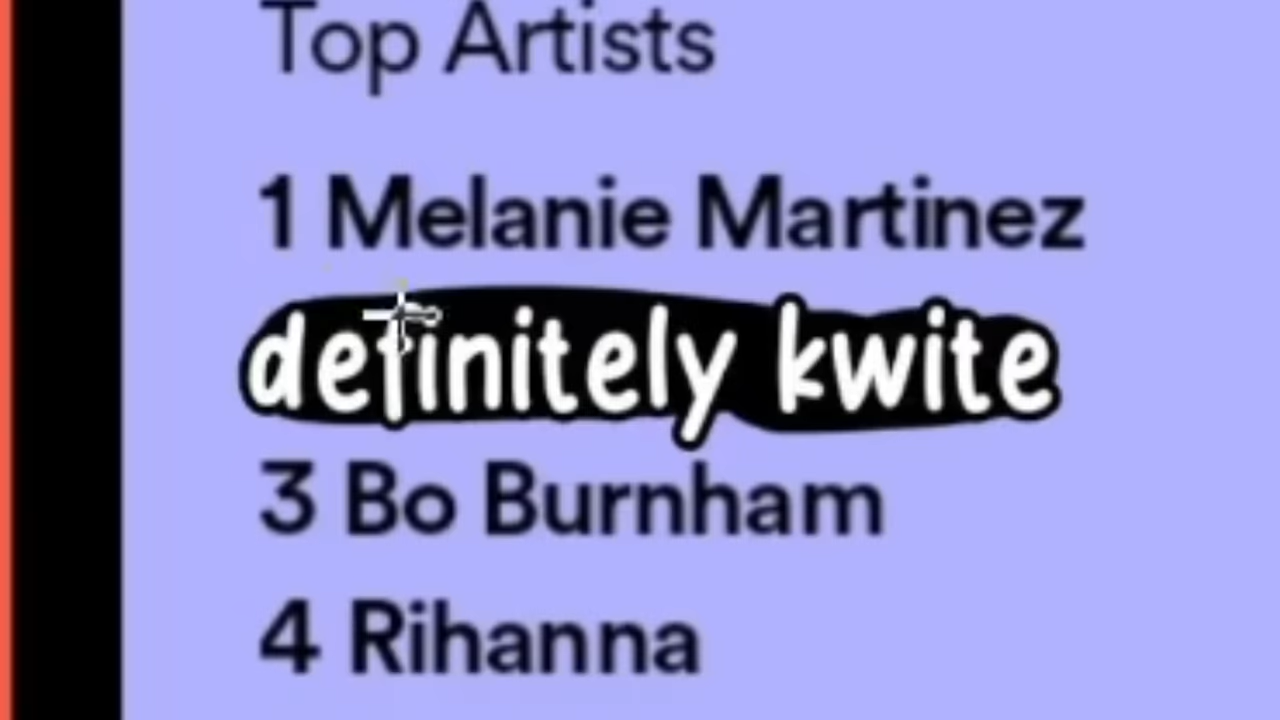 Top Artists
1 Melanie Martinez
definitely kwite
3 Bo Burnham
4 Rihanna